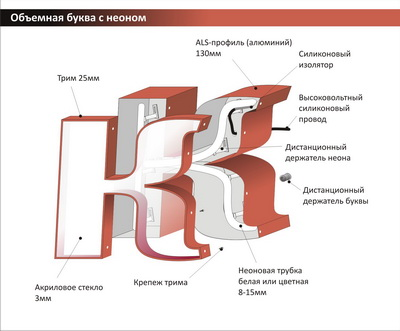 Объемная буква с неоном
ALS-профиль (алюминий)
130мм
Силиконовый
изолятор
Трим 25мм
Высоковольтный
силиконовый
провод
Дистанционный
держатель неона
Дистанционный
держатель буквы
Акриловое стекло
3мм
Крепеж трима
Неоновая трубка
белая или цветная
8-15мм